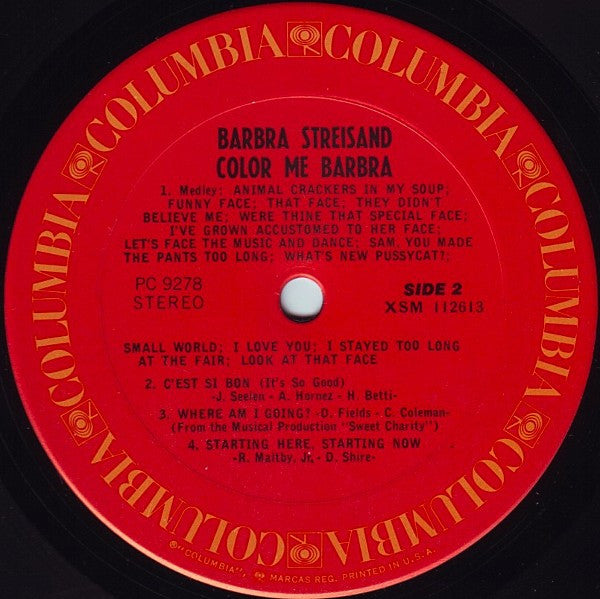 COLUMBIA COLUMBIA COLUMBIA COLUMBIA COLUMBIA COLUMBIA
BARBRA STREISAND
COLOR ME BARBRA
1. Medley: ANIMAL CRACKERS IN MY SOUP;
FUNNY FACE; THAT FACE; THEY DIDN'T
BELIEVE ME; WERE THINE THAT SPECIAL FACE;
I'VE GROWN ACCUSTOMED TO HER FACE;
LET'S FACE THE MUSIC AND DANCE; SAM, YOU MADE
THE PANTS TOO LONG; WHAT'S NEW PUSSYCAT?;
PC 9278
STEREO
SIDE 2
XSM 112613
SMALL WORLD; I LOVE YOU; I STAYED TOO LONG
AT THE FAIR; LOOK AT THAT FACE
2. C'EST SI BON (It's So Good)
-J. Seelen - A. Hornez - H. Betti-
3. WHERE AM I GOING? -D. Fields - C. Coleman-
(From the Musical Production "Sweet Charity")
4. STARTING HERE, STARTING NOW
-R. Maltby, Jr. - D. Shire-
℗"COLUMBIA", MARCAS REG. PRINTED IN U.S.A.